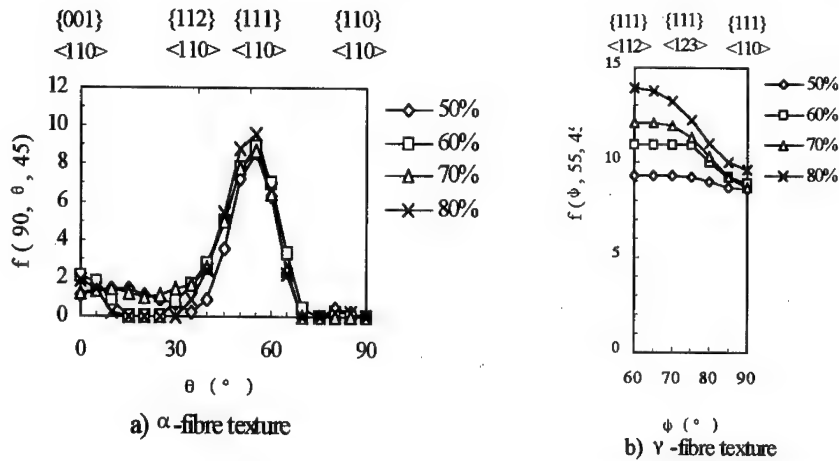 {001} {112} {111} {110}
<110> <110> <110> <110>
f ( 90, θ , 45)
12
10
8
6
4
2
0
0 30 60 90
θ ( ° )
50%
60%
70%
80%
a) α-fibre texture
{111} {111} {111}
<112> <123> <110>
f ( ϕ , 55, 45
15
10
5
0
60 70 80 90
ψ ( ° )
50%
60%
70%
80%
b) γ -fibre texture